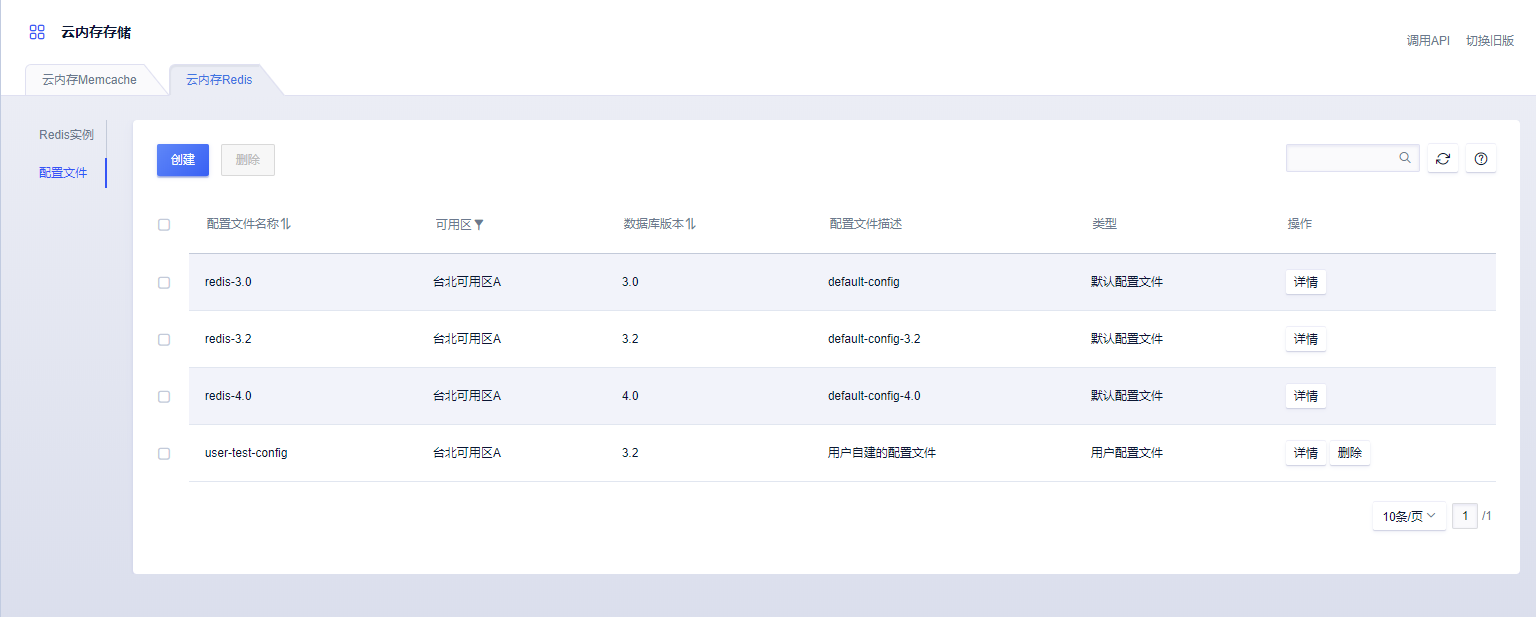 云内存存储
调用API 切换旧版
云内存Memcache 云内存Redis
Redis实例
配置文件
创建 删除
配置文件名称 可用区 数据库版本 配置文件描述 类型 操作
redis-3.0 台北可用区A 3.0 default-config 默认配置文件 详情
redis-3.2 台北可用区A 3.2 default-config-3.2 默认配置文件 详情
redis-4.0 台北可用区A 4.0 default-config-4.0 默认配置文件 详情
user-test-config 台北可用区A 3.2 用户自建的配置文件 用户配置文件 详情 删除
10条/页 1 /1